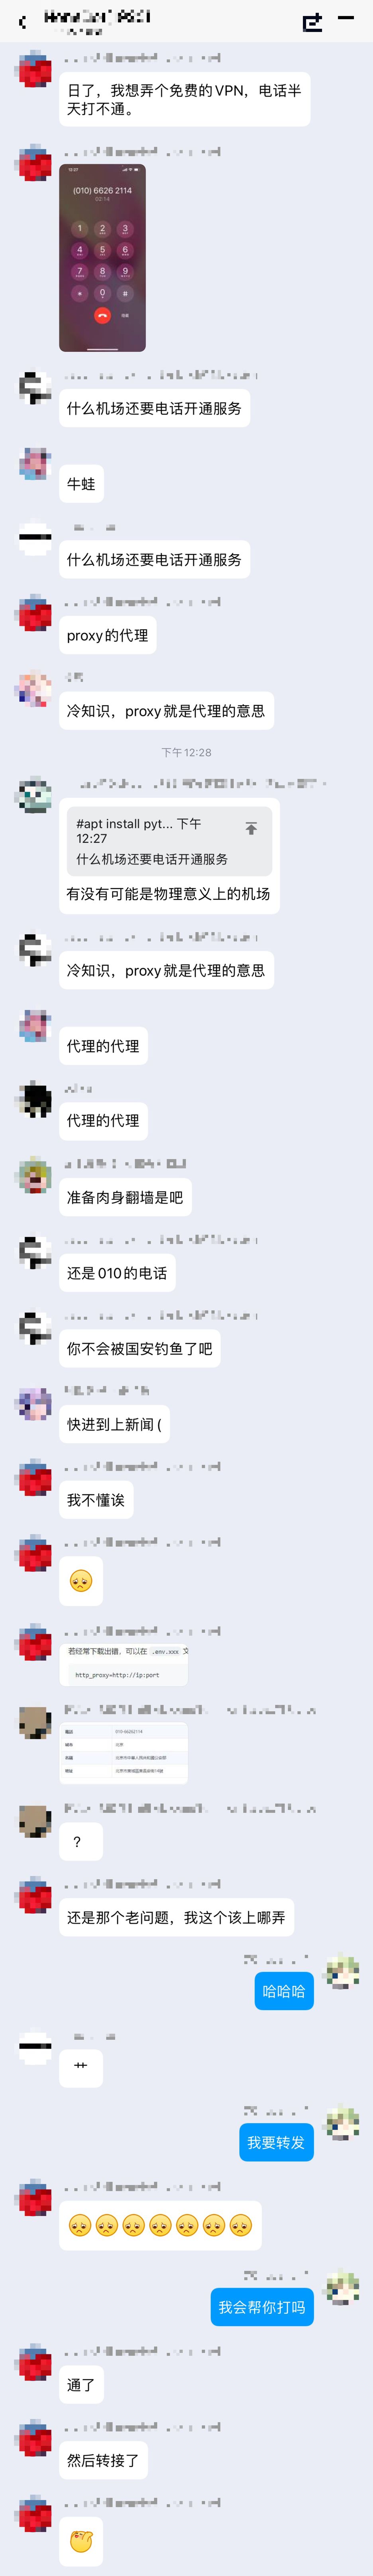 日了，我想弄个免费的VPN，电话半
天打不通。
(010) 6626 2114
02:14
1 2 3
4 5 6
7 8 9
* 0 #
什么机场还要电话开通服务
牛蛙
什么机场还要电话开通服务
proxy的代理
冷知识，proxy就是代理的意思
下午12:28
#apt install pyt... 下午
12:27
什么机场还要电话开通服务
有没有可能是物理意义上的机场
冷知识，proxy就是代理的意思
代理的代理
代理的代理
准备肉身翻墙是吧
还是010的电话
你不会被国安钓鱼了吧
快进到上新闻(
我不懂诶
若经常下载出错，可以在 .env.xxx 文
http_proxy=http://ip:port
010 66262114
北京
?
还是那个老问题，我这个该上哪弄
哈哈哈
艹
我要转发
我会帮你打吗
通了
然后转接了